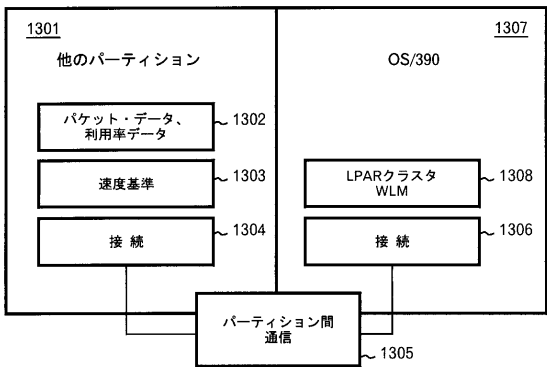 1301
他のパーティション
パケット・データ、
利用率データ
1302
速度基準
1303
接続
1304
1307
OS/390
LPARクラスタ
WLM
1308
接続
1306
パーティション間
通信
1305